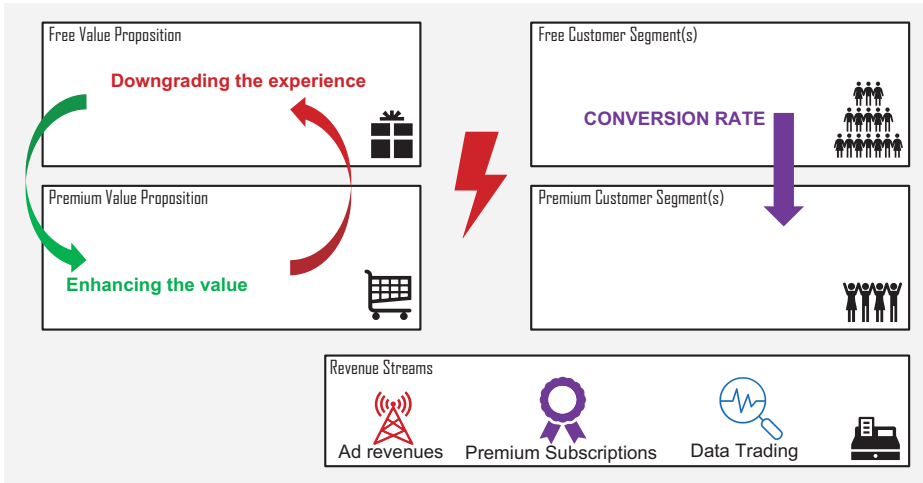 Free Value Proposition
Downgrading the experience
Premium Value Proposition
Enhancing the value
Free Customer Segment(s)
CONVERSION RATE
Premium Customer Segment(s)
Revenue Streams
Ad revenues
Premium Subscriptions
Data Trading